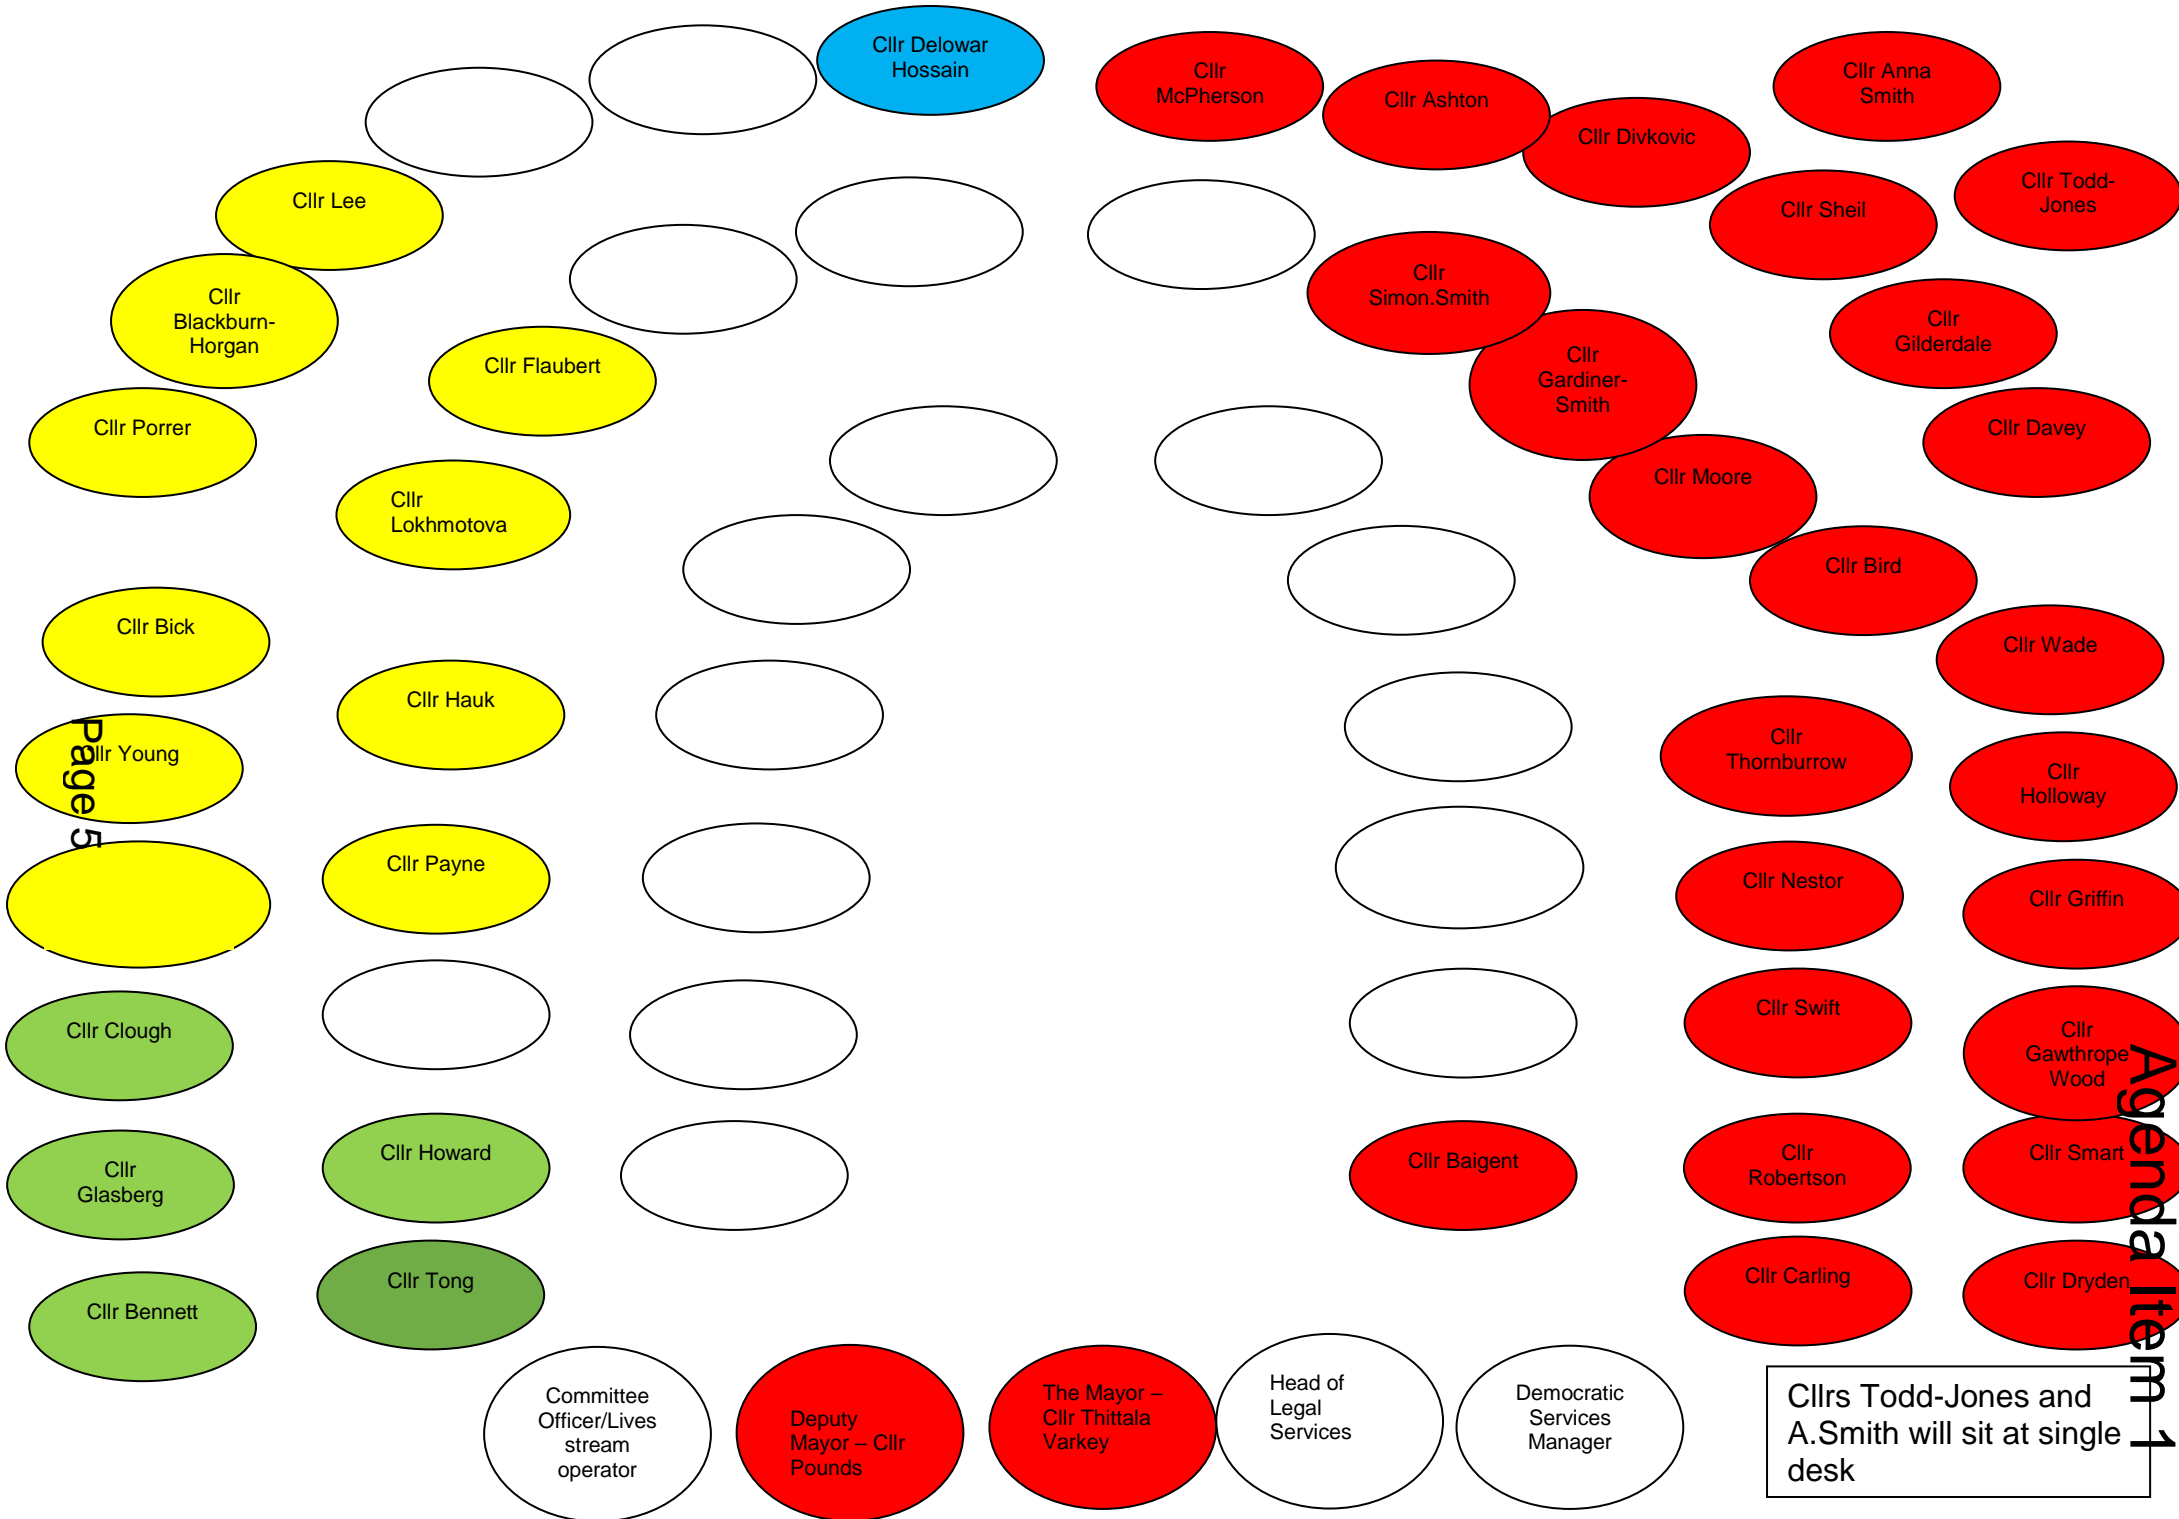 Cllr Delowar
Hossain
Cllr
McPherson
Cllr Ashton
Cllr Divkovic
Cllr Anna
Smith
Cllr Todd-
Jones
Cllr Sheil
Cllr Lee
Cllr
Blackburn-
Horgan
Cllr Flaubert
Cllr
Simon.Smith
Cllr
Gardiner-
Smith
Cllr
Gilderdale
Cllr Porrer
Cllr Davey
Cllr
Lokhmotova
Cllr Moore
Cllr Bird
Cllr Bick
Cllr Wade
Cllr Hauk
Cllr
Thornburrow
Cllr Young
Cllr
Holloway
Page 5
Cllr Payne
Cllr Nestor
Cllr Griffin
Cllr Clough
Cllr Swift
Cllr
Gawthrope
Wood
Agenda Item 1
Cllr
Glasberg
Cllr Howard
Cllr Baigent
Cllr
Robertson
Cllr Smart
Cllr Bennett
Cllr Tong
Cllr Carling
Cllr Dryden
Committee
Officer/Lives
stream
operator
Deputy
Mayor – Cllr
Pounds
The Mayor –
Cllr Thittala
Varkey
Head of
Legal
Services
Democratic
Services
Manager
Cllrs Todd-Jones and
A.Smith will sit at single
desk